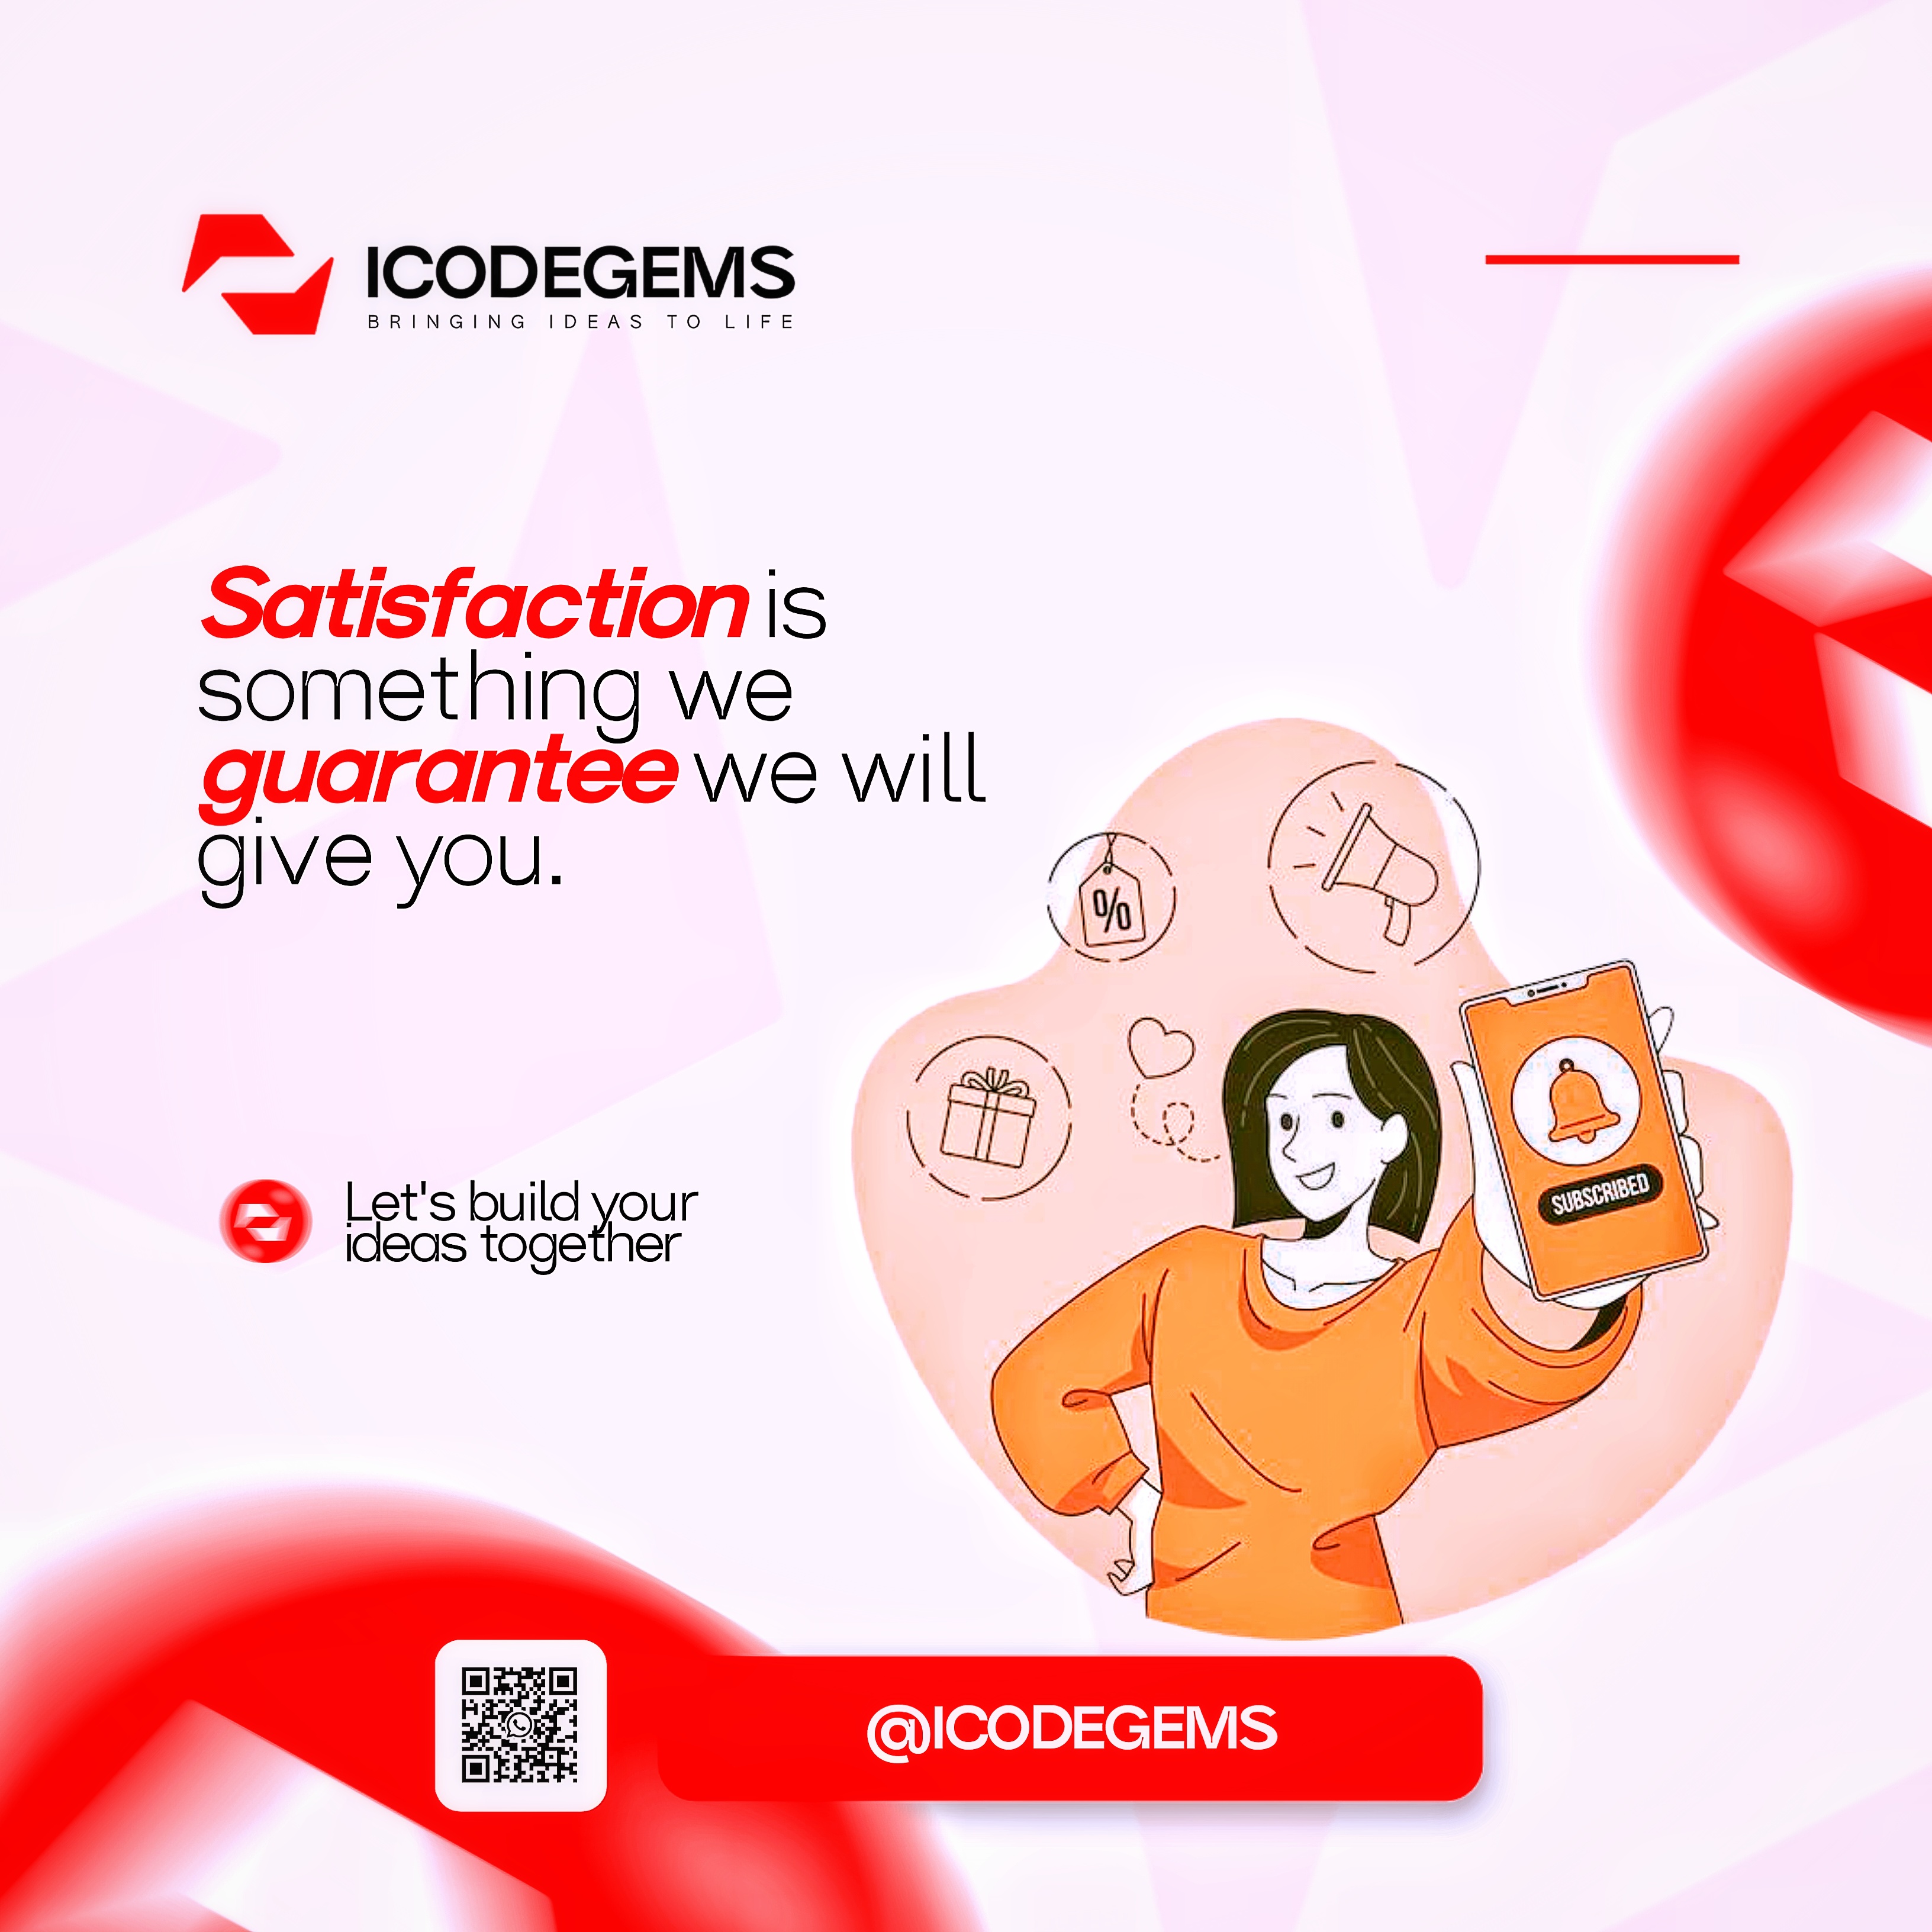 ICODEGEMS
BRINGING IDEAS TO LIFE
Satisfaction is
something we
guarantee we will
give you.
%
SUBSCRIBED
Let's build your
ideas together
@ICODEGEMS